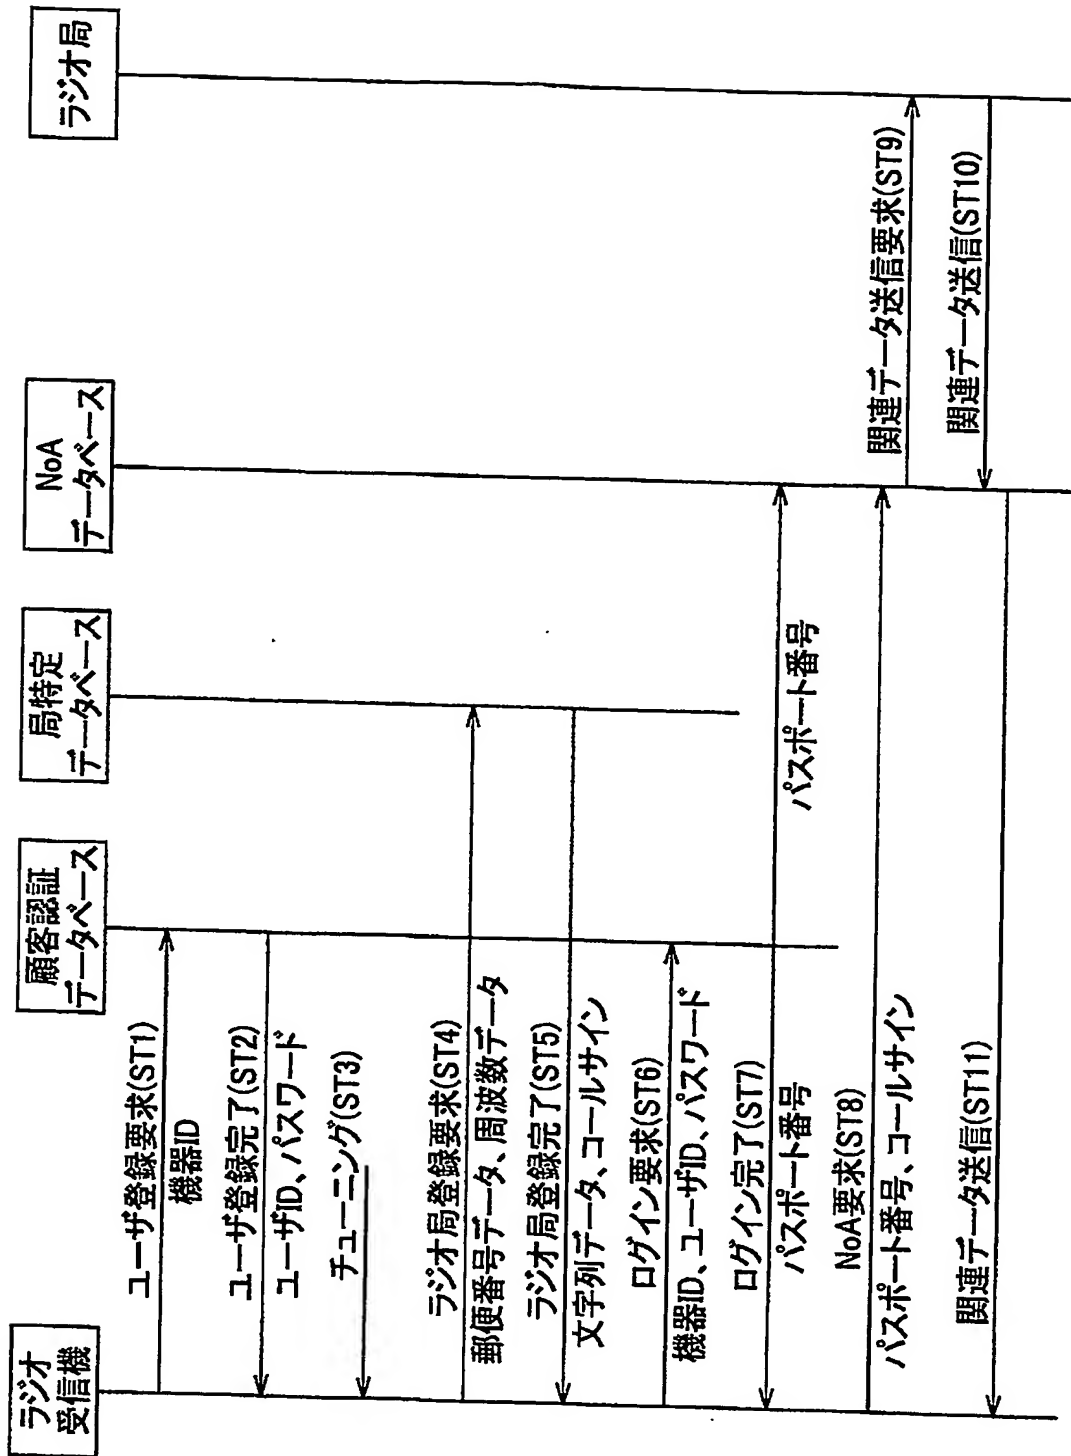 ラジオ
受信機
顧客認証
データベース
局特定
データベース
NoA
データベース
ラジオ局
ユーザ登録要求(ST1)
機器ID
ユーザ登録完了(ST2)
ユーザID、パスワード
チューニング(ST3)
ラジオ局登録要求(ST4)
郵便番号データ、周波数データ
ラジオ局登録完了(ST5)
文字列データ、コールサイン
ログイン要求(ST6)
機器ID、ユーザID、パスワード
ログイン完了(ST7)
パスポート番号
パスポート番号
NoA要求(ST8)
パスポート番号、コールサイン
関連データ送信要求(ST9)
関連データ送信(ST10)
関連データ送信(ST11)